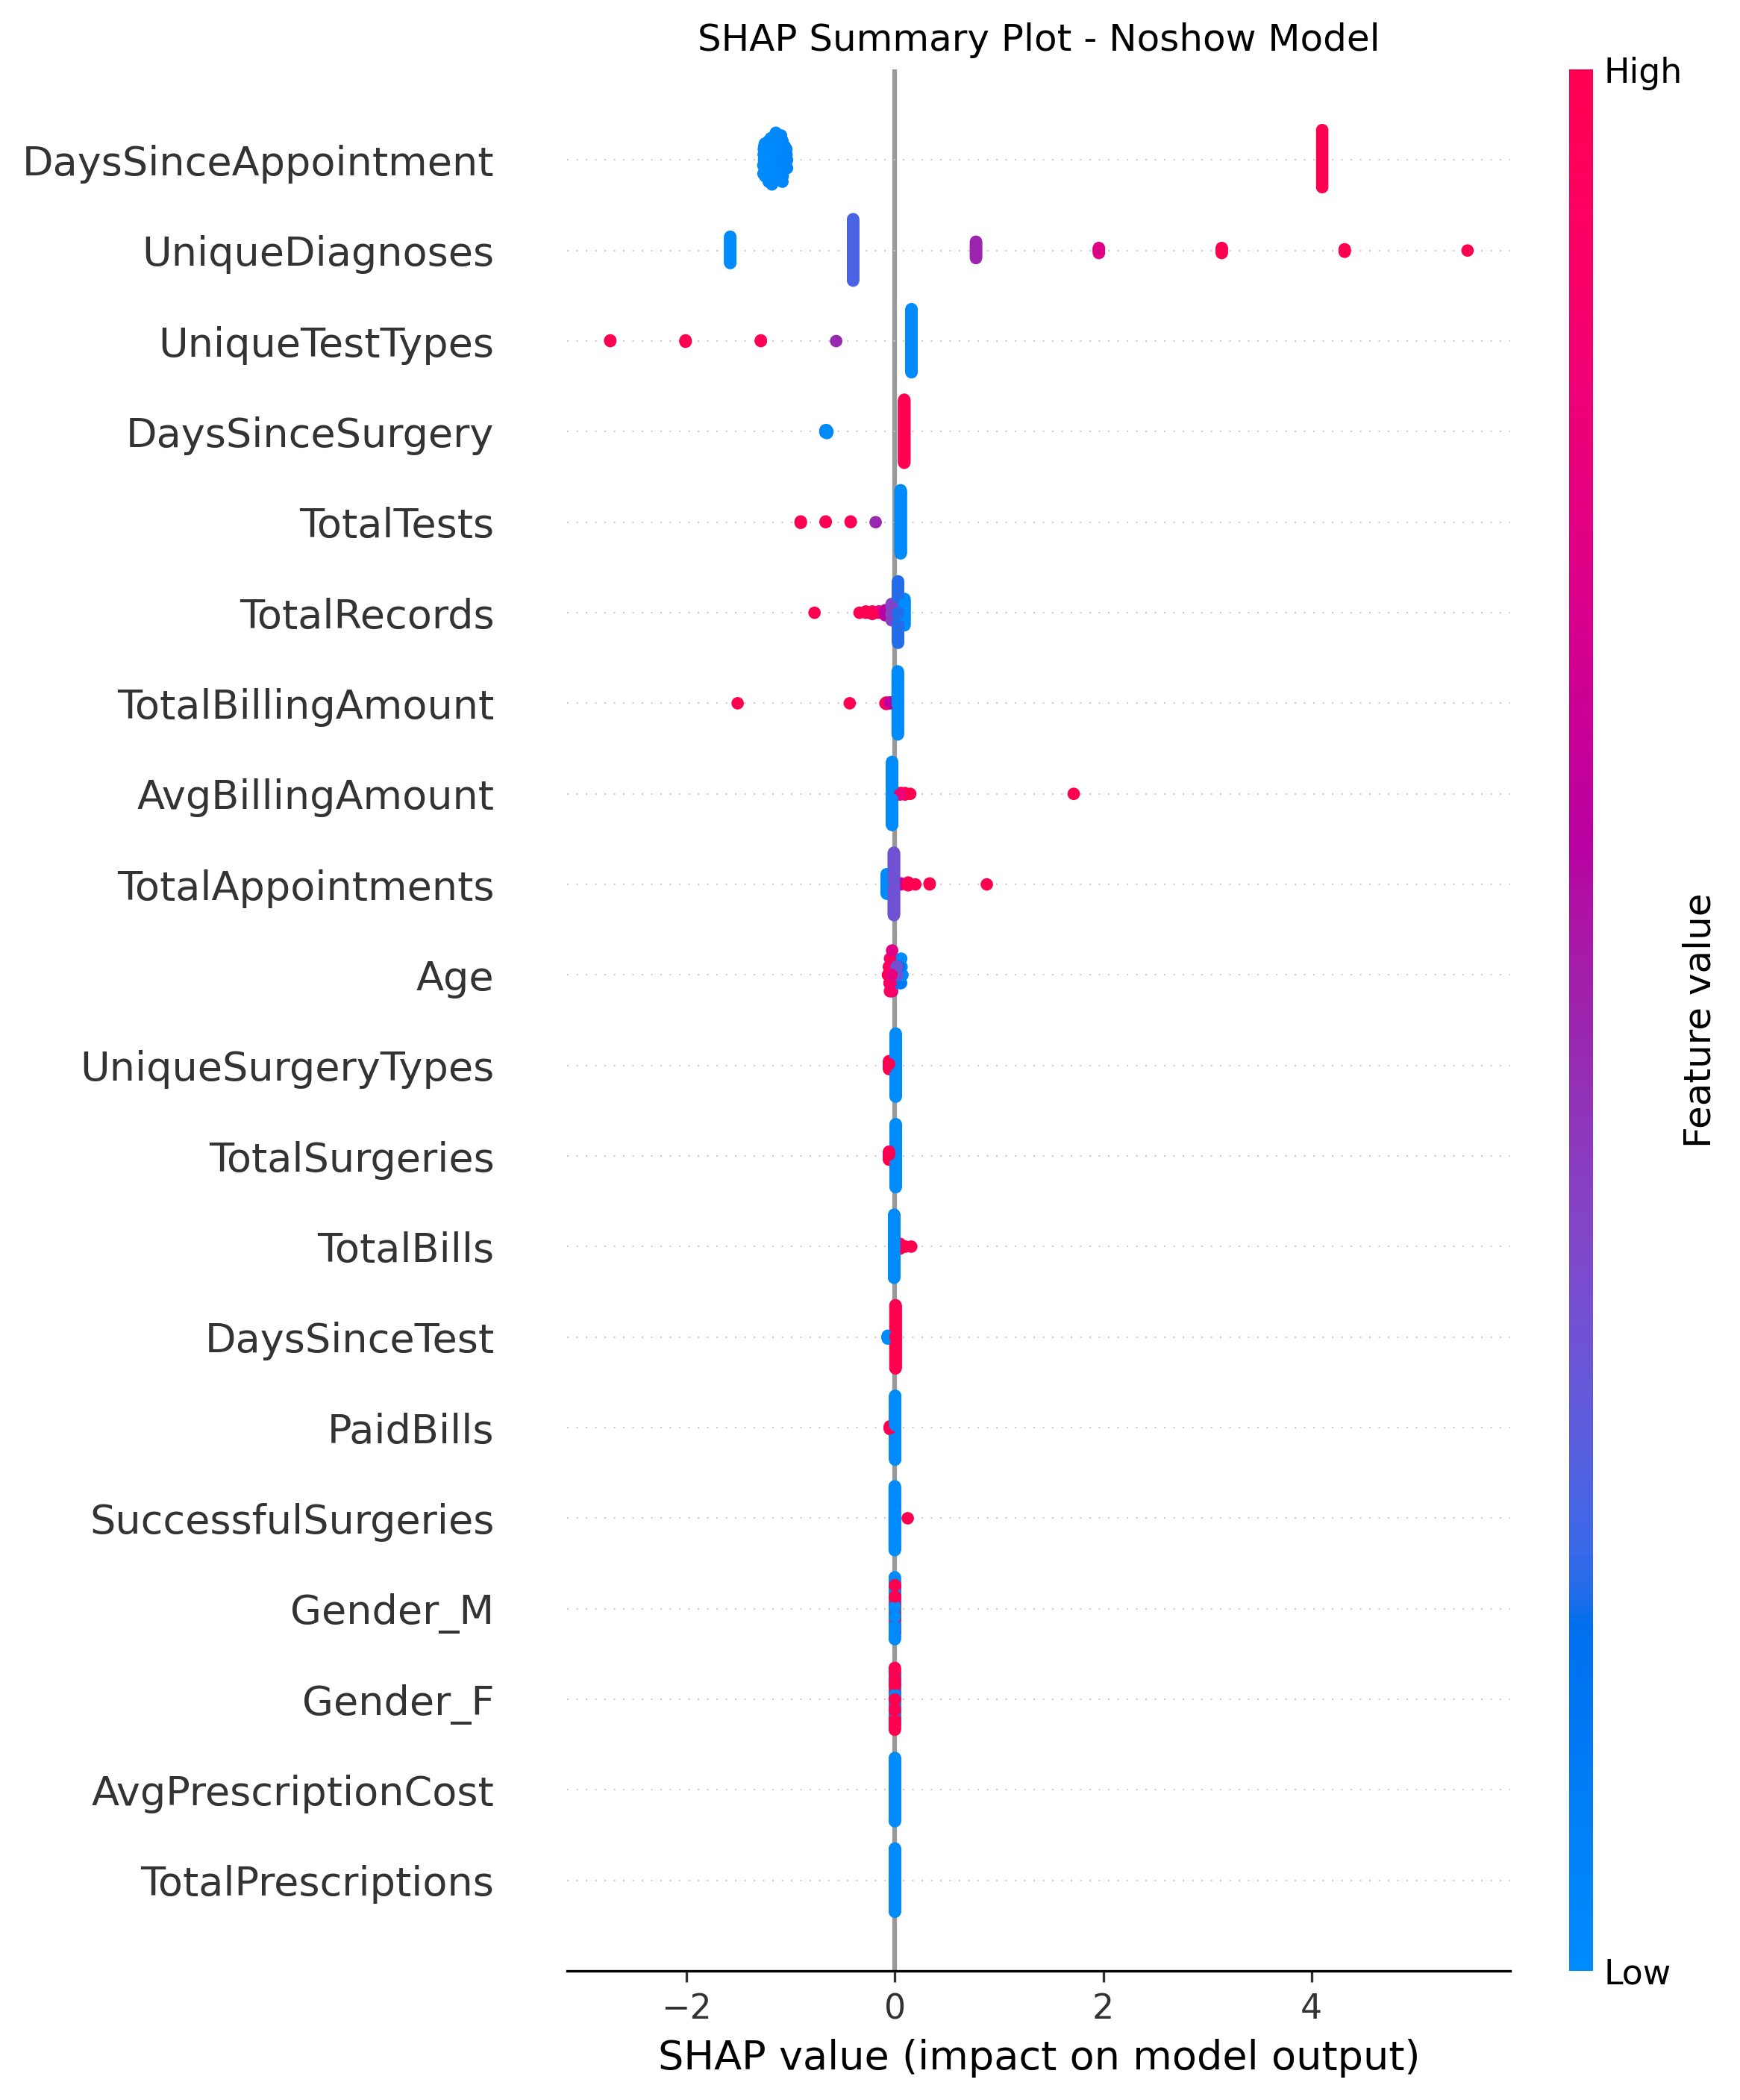 SHAP Summary Plot - Noshow Model
High
DaysSinceAppointment
UniqueDiagnoses
UniqueTestTypes
DaysSinceSurgery
TotalTests
TotalRecords
TotalBillingAmount
AvgBillingAmount
TotalAppointments
Age
UniqueSurgeryTypes
TotalSurgeries
TotalBills
DaysSinceTest
PaidBills
SuccessfulSurgeries
Gender_M
Gender_F
AvgPrescriptionCost
TotalPrescriptions
Feature value
Low
−2 0 2 4
SHAP value (impact on model output)